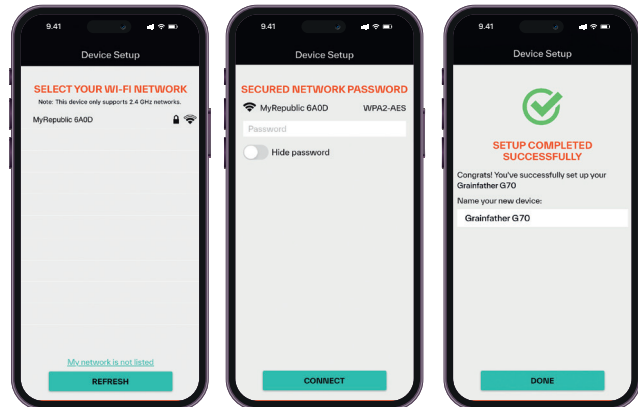 9.41
Device Setup
SELECT YOUR WI-FI NETWORK
Note: This device only supports 2.4 GHz networks.
MyRepublic 6A0D
My network is not listed
REFRESH
9.41
Device Setup
SECURED NETWORK PASSWORD
MyRepublic 6A0D WPA2-AES
Password
Hide password
CONNECT
9.41
Device Setup
SETUP COMPLETED
SUCCESSFULLY
Congrats! You've successfully set up your
Grainfather G70
Name your new device:
Grainfather G70
DONE